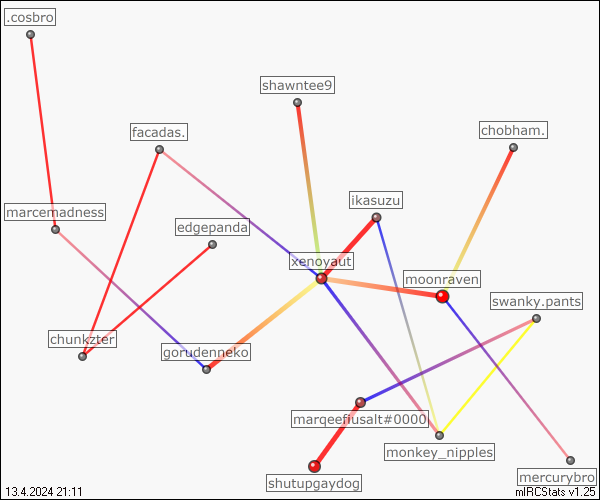 .cosbro
shawntee9
facadas.
chobham.
ikasuzu
marcemadness
edgepanda
xenoyaut
moonraven
swanky.pants
chunkzter
gorudenneko
marqeefiusalt#0000
monkey_nipples
shutupgaydog
mercurybro
13.4.2024 21:11
mIRCStats v1.25